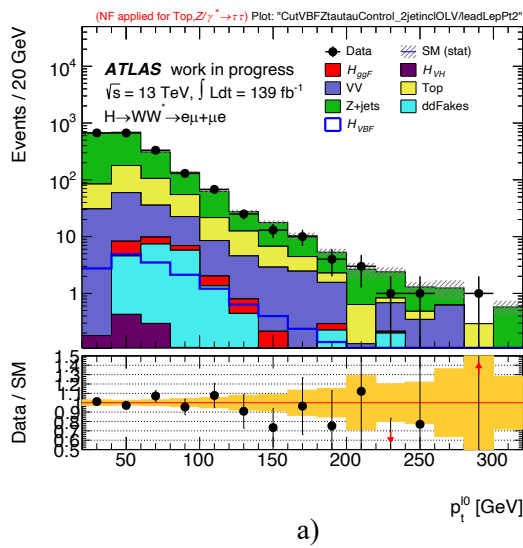 (NF applied for Top,Z/γ*→ττ) Plot: "CutVBFZtautauControl_2jetinclOLV/leadLepPt2"
Events / 20 GeV
ATLAS work in progress
√s = 13 TeV, ∫ Ldt = 139 fb⁻¹
H→WW*→eμ+μe
Data
SM (stat)
H_ggF
H_VH
VV
Top
Z+jets
ddFakes
H_VBF
10³
10²
10
1
Data / SM
1.5
1.4
1.3
1.2
1.1
1
0.9
0.8
0.7
0.6
0.5
50 100 150 200 250 300
p_t^l0 [GeV]
a)